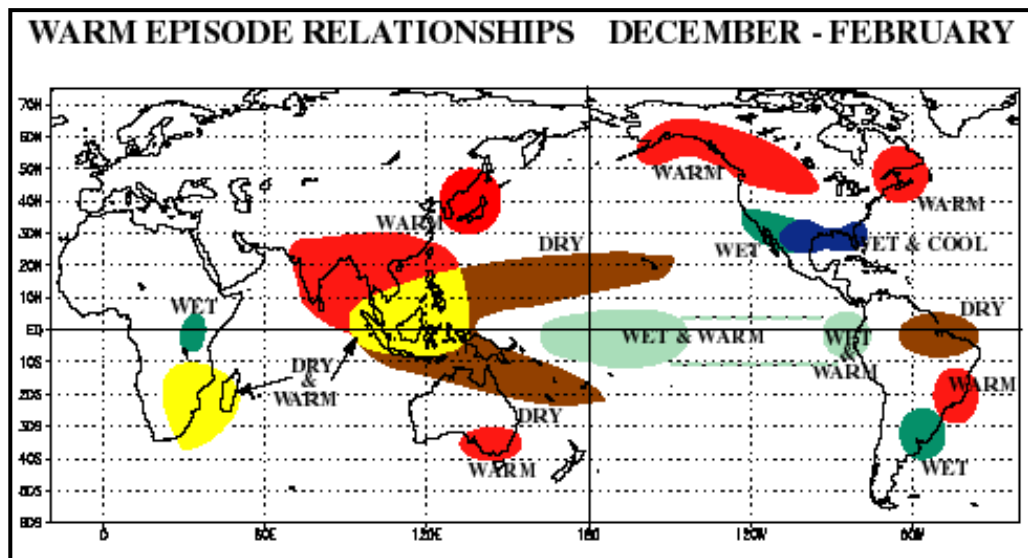 WARM EPISODE RELATIONSHIPS DECEMBER - FEBRUARY
70N
60N
50N
40N
30N
20N
10N
EQ
10S
20S
30S
40S
50S
60S
WARM
WARM
WARM
WET
WET & COOL
DRY
WET
WET & WARM
WET
&
WARM
DRY
DRY
&
WARM
WARM
DRY
WARM
WET
0
60E
120E
180
120W
60W